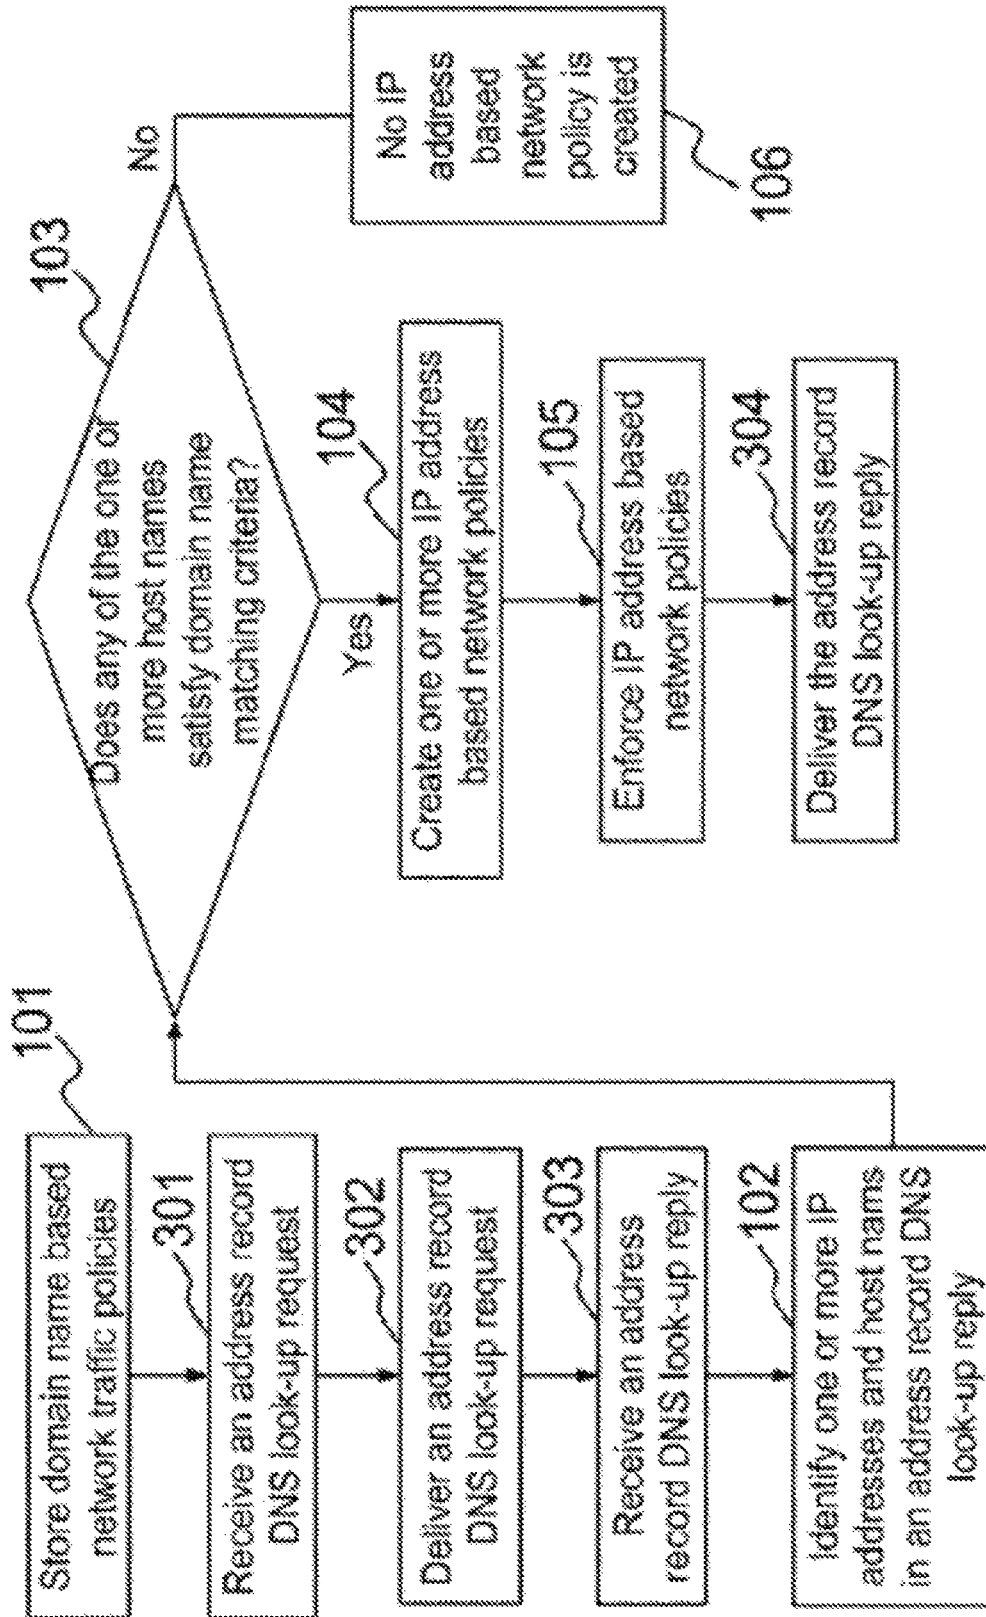 101
Store domain name based
network traffic policies
301
Receive an address record
DNS look-up request
302
Deliver an address record
DNS look-up request
303
Receive an address
record DNS look-up reply
102
Identify one or more IP
addresses and host nams
in an address record DNS
look-up reply
103
Does any of the one or
more host names
satisfy domain name
matching criteria?
No
Yes
104
Create one or more IP address
based network policies
105
Enforce IP address based
network policies
304
Deliver the address record
DNS look-up reply
No IP
address
based
network
policy is
created
106